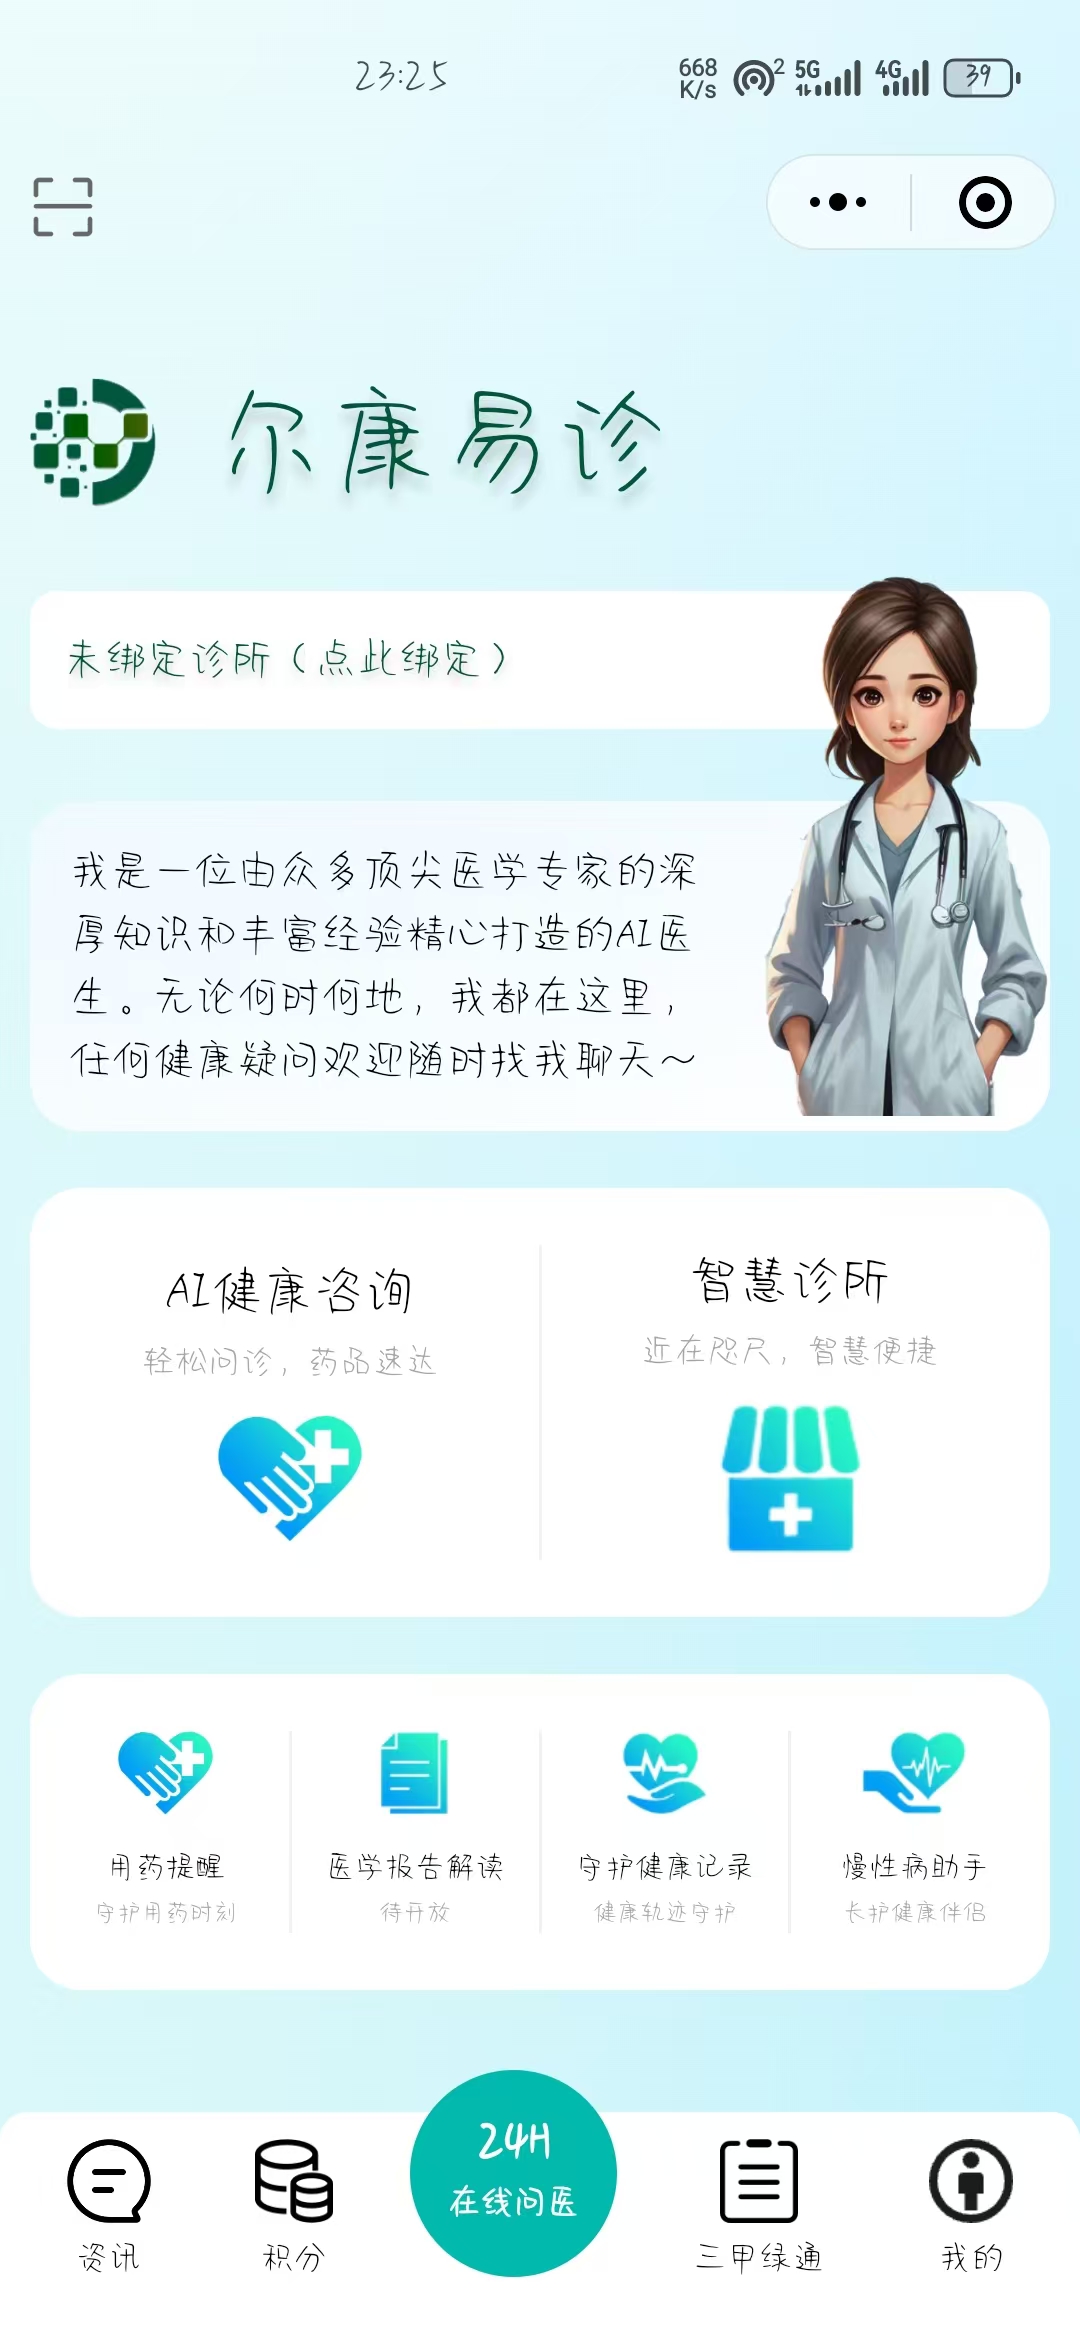 23:25
668 K/s 2 5G 4G 39
尔康易诊
未绑定诊所（点此绑定）
我是一位由众多顶尖医学专家的深
厚知识和丰富经验精心打造的AI医
生。无论何时何地，我都在这里，
任何健康疑问欢迎随时找我聊天～
AI健康咨询
轻松问诊，药品速达
智慧诊所
近在咫尺，智慧便捷
用药提醒
守护用药时刻
医学报告解读
待开放
守护健康记录
健康轨迹守护
慢性病助手
长护健康伴侣
资讯
积分
24H
在线问医
三甲绿通
我的